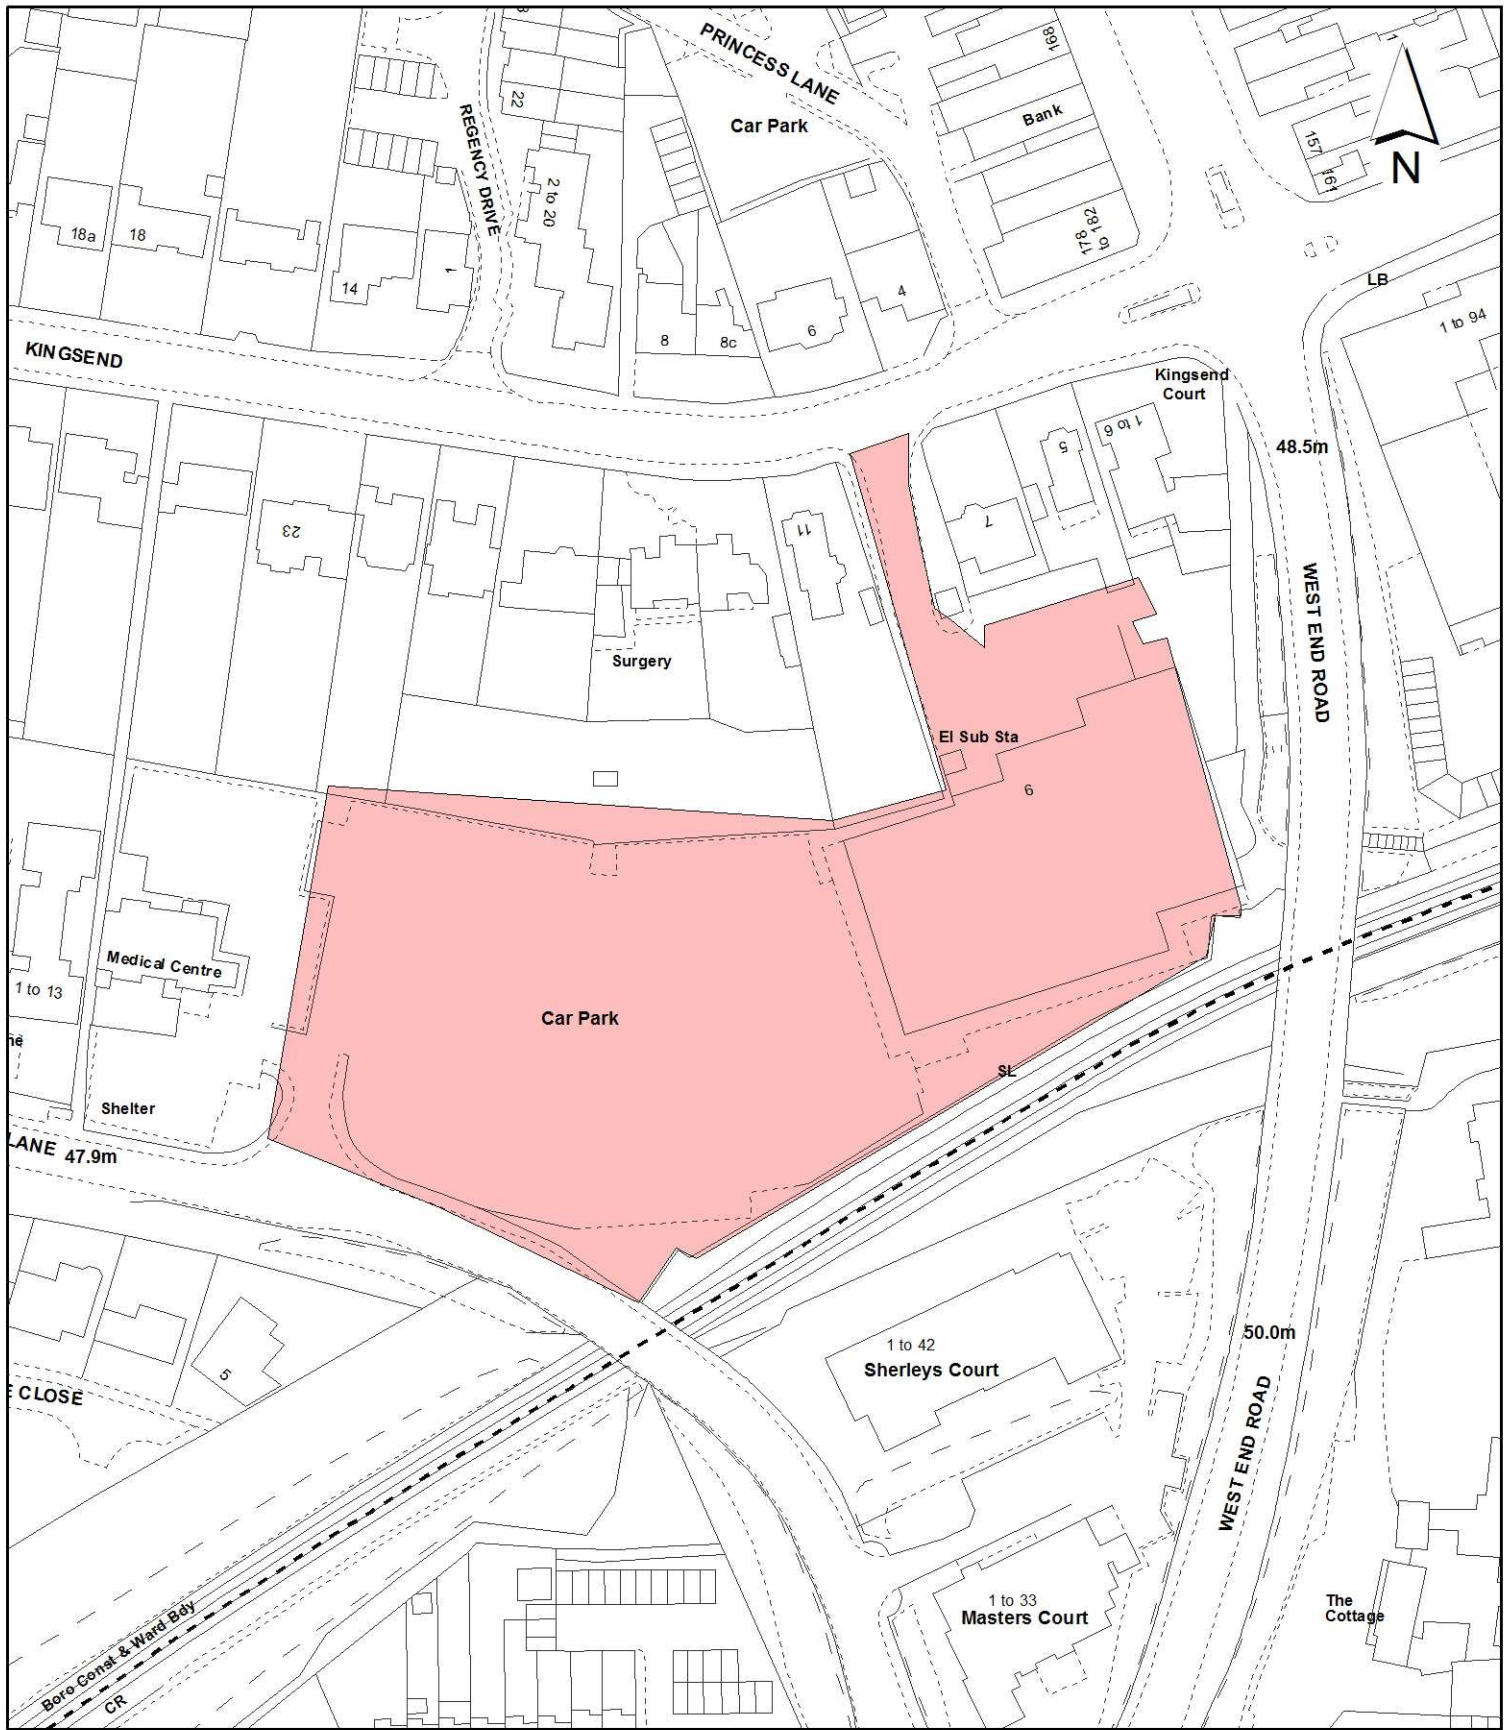 PRINCESS LANE
168
1
Car Park
Bank
22
REGENCY DRIVE
157
161
N
2 to 20
18a
18
14
1
178
to 182
4
6
8
8c
LB
1 to 94
KINGSEND
Kingsend
Court
1 to 6
5
48.5m
23
11
7
WEST END ROAD
Surgery
El Sub Sta
6
Medical Centre
1 to 13
Car Park
SL
Shelter
LANE
47.9m
50.0m
1 to 42
Sherleys Court
5
CLOSE
WEST END ROAD
1 to 33
Masters Court
The
Cottage
Boro Const & Ward Bdy
CR